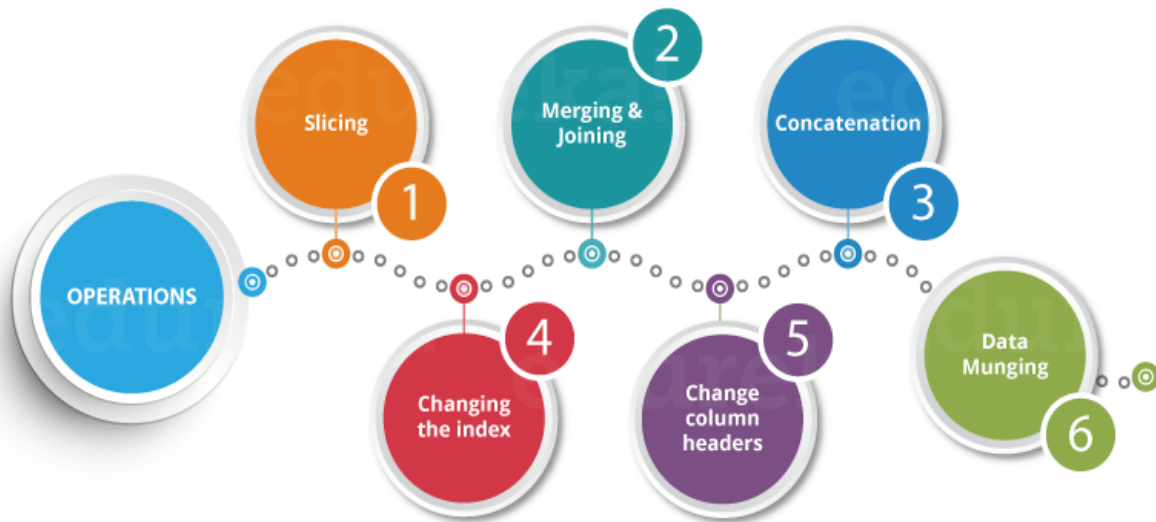 OPERATIONS
Slicing
1
Merging &
Joining
2
Concatenation
3
Changing
the index
4
Change
column
headers
5
Data
Munging
6